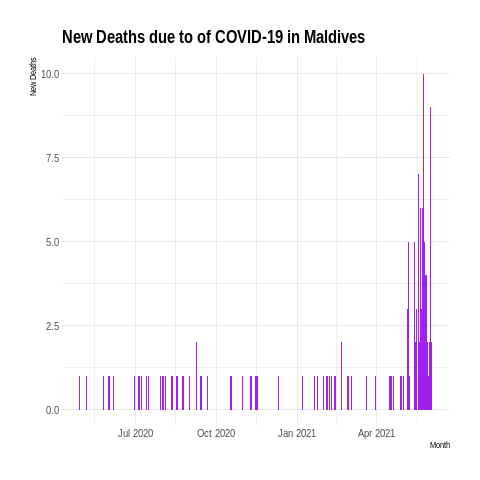 New Deaths due to of COVID-19 in Maldives
New Deaths
10.0
7.5
5.0
2.5
0.0
Jul 2020 Oct 2020 Jan 2021 Apr 2021
Month